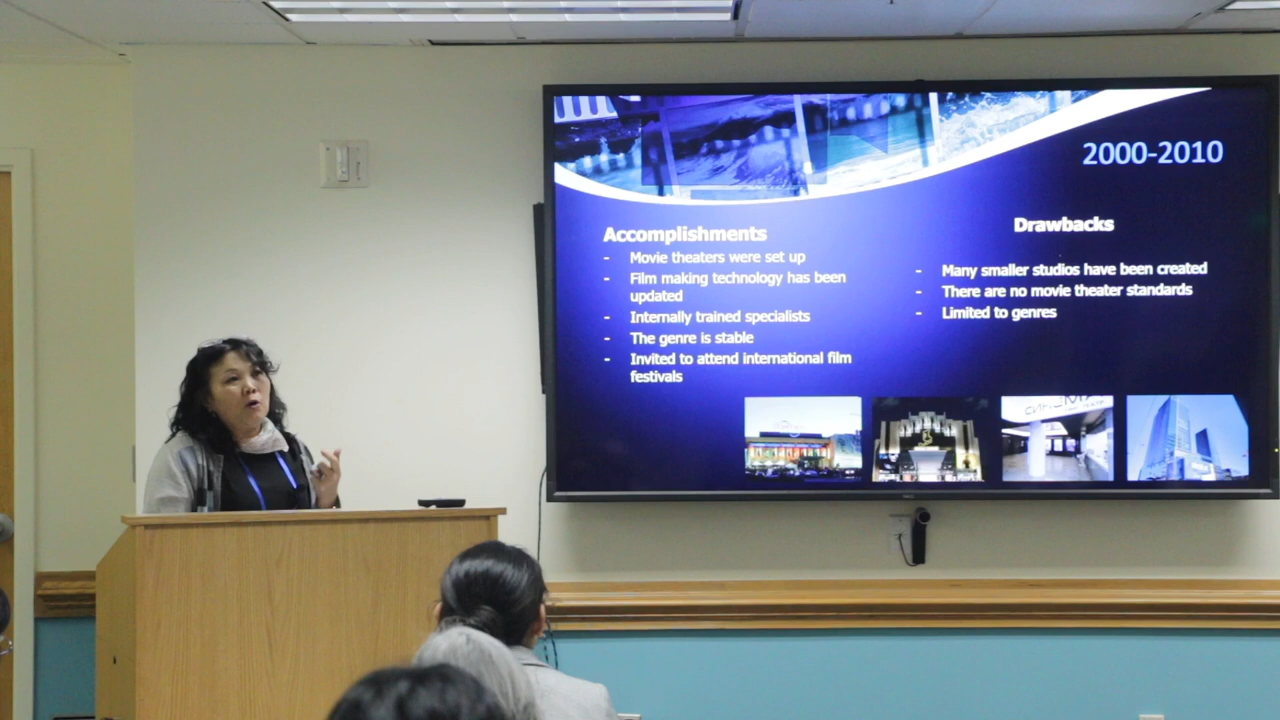 2000-2010
Accomplishments
- Movie theaters were set up
- Film making technology has been
updated
- Internally trained specialists
- The genre is stable
- Invited to attend international film
festivals
Drawbacks
- Many smaller studios have been created
- There are no movie theater standards
- Limited to genres